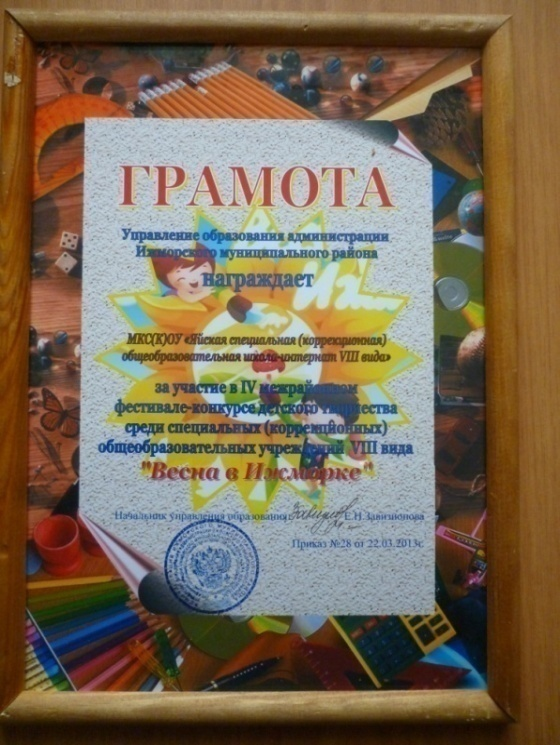 ГРАМОТА
Управление образования администрации
Ижморского муниципального района
награждает
МКС(К)ОУ «Яйская специальная (коррекционная)
общеобразовательная школа-интернат VIII вида»
за участие в IV межрайонном
фестивале-конкурсе детского творчества
среди специальных (коррекционных)
общеобразовательных учреждений VIII вида
"Весна в Ижморке"
Начальник управления образования Е.Н.Завизионова
Приказ №28 от 22.03.2013г.